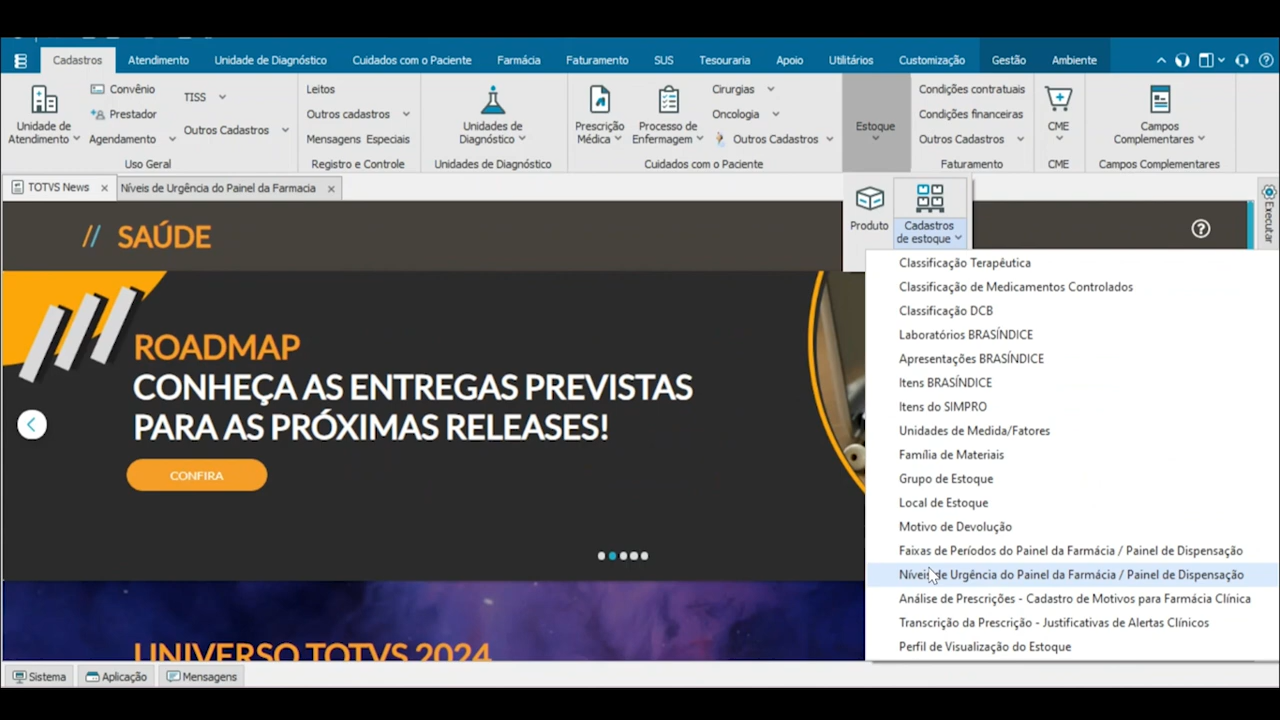 Cadastros Atendimento Unidade de Diagnóstico Cuidados com o Paciente Farmácia Faturamento SUS Tesouraria Apoio Utilitários Customização Gestão Ambiente
Unidade de Atendimento
Convênio
Prestador
Agendamento
TISS
Outros Cadastros
Uso Geral
Leitos
Outros cadastros
Mensagens Especiais
Registro e Controle
Unidades de Diagnóstico
Unidades de Diagnóstico
Prescrição Médica
Processo de Enfermagem
Cirurgias
Oncologia
Outros Cadastros
Cuidados com o Paciente
Estoque
Condições contratuais
Condições financeiras
Outros Cadastros
Faturamento
CME
CME
Campos Complementares
Campos Complementares
TOTVS News
Níveis de Urgência do Painel da Farmacia
Produto
Cadastros de estoque
Executar
// SAÚDE
ROADMAP
CONHEÇA AS ENTREGAS PREVISTAS
PARA AS PRÓXIMAS RELEASES!
CONFIRA
UNIVERSO TOTVS 2024
Classificação Terapêutica
Classificação de Medicamentos Controlados
Classificação DCB
Laboratórios BRASÍNDICE
Apresentações BRASÍNDICE
Itens BRASÍNDICE
Itens do SIMPRO
Unidades de Medida/Fatores
Família de Materiais
Grupo de Estoque
Local de Estoque
Motivo de Devolução
Faixas de Períodos do Painel da Farmácia / Painel de Dispensação
Níveis de Urgência do Painel da Farmácia / Painel de Dispensação
Análise de Prescrições - Cadastro de Motivos para Farmácia Clínica
Transcrição da Prescrição - Justificativas de Alertas Clínicos
Perfil de Visualização do Estoque
Sistema Aplicação Mensagens